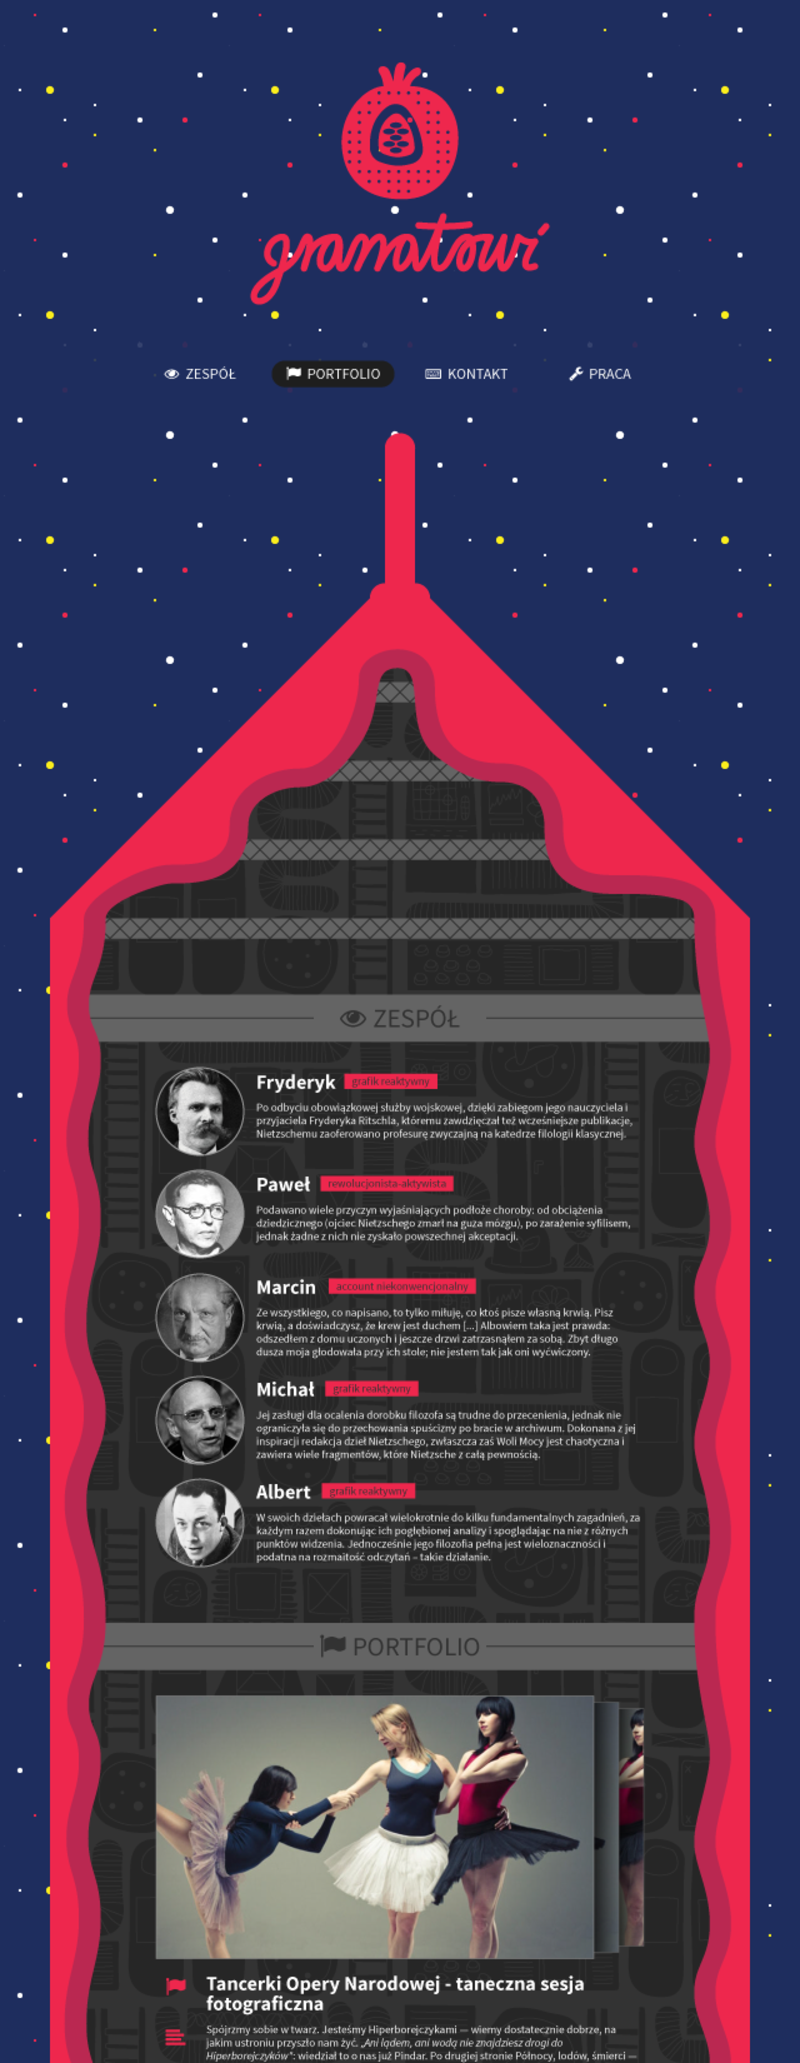 gramatowi
ZESPÓŁ
PORTFOLIO
KONTAKT
PRACA
ZESPÓŁ
Fryderyk grafik reaktywny
Po odbyciu obowiązkowej służby wojskowej, dzięki zabiegom jego nauczyciela i
przyjaciela Fryderyka Ritschla, któremu zawdzięczał też wcześniejsze publikacje,
Nietzschemu zaoferowano profesurę zwyczajną na katedrze filologii klasycznej.
Paweł rewolucjonista-aktywista
Podawano wiele przyczyn wyjaśniających podłoże choroby: od obciążenia
dziedzicznego (ojciec Nietzschego zmarł na guza mózgu), po zarażenie syfilisem,
jednak żadne z nich nie zyskało powszechnej akceptacji.
Marcin account niekonwencjonalny
Ze wszystkiego, co napisano, to tylko miłuję, co ktoś pisze własną krwią. Pisz
krwią, a doświadczysz, że krew jest duchem [...] Albowiem taka jest prawda:
odszedłem z domu uczonych i jeszcze drzwi zatrzasnąłem za sobą. Zbyt długo
dusza moja głodowała przy ich stole; nie jestem tak jak oni wyćwiczony.
Michał grafik reaktywny
Jej zasługi dla ocalenia dorobku filozofa są trudne do przecenienia, jednak nie
ograniczyła się do przechowania spuścizny po bracie w archiwum. Dokonana z jej
inspiracji redakcja dzieł Nietzschego, zwłaszcza zaś Woli Mocy jest chaotyczna i
zawiera wiele fragmentów, które Nietzsche z całą pewnością.
Albert grafik reaktywny
W swoich dziełach powracał wielokrotnie do kilku fundamentalnych zagadnień, za
każdym razem dokonując ich pogłębionej analizy i spoglądając na nie z różnych
punktów widzenia. Jednocześnie jego filozofia pełna jest wieloznaczności i
podatna na rozmaitość odczytań – takie działanie.
PORTFOLIO
Tancerki Opery Narodowej - taneczna sesja
fotograficzna
Spójrzmy sobie w twarz. Jesteśmy Hiperborejczykami — wiemy dostatecznie dobrze, na
jakim ustroniu przyszło nam żyć. „Ani lądem, ani wodą nie znajdziesz drogi do
Hiperborejczyków": wiedział to o nas już Pindar. Po drugiej stronie Północy, lodów, śmierci —